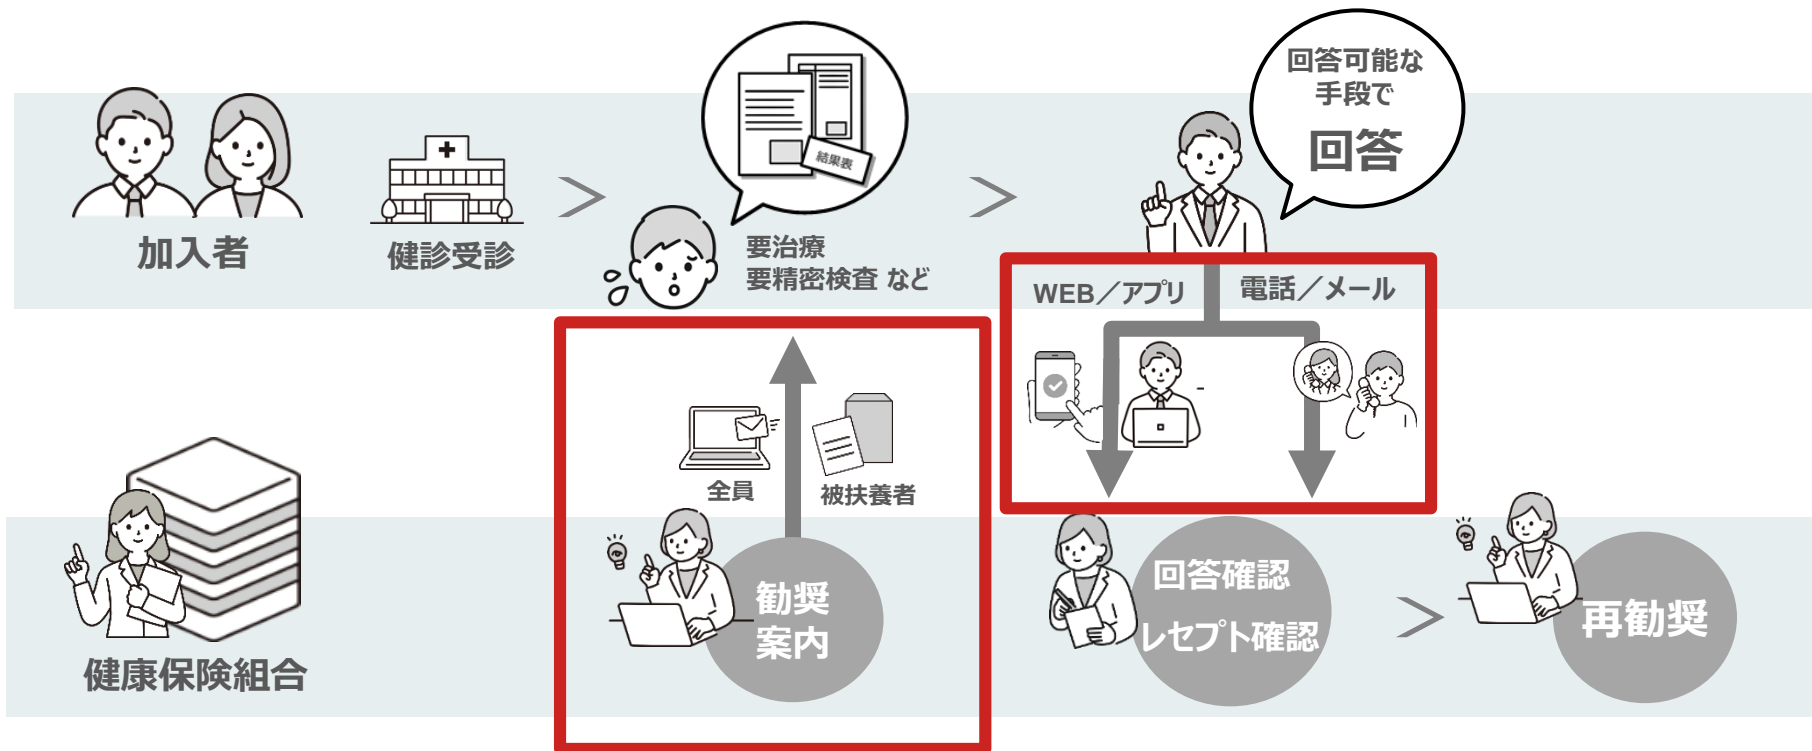 加入者
健診受診
結果表
要治療
要精密検査 など
回答可能な
手段で
回答
WEB／アプリ
電話／メール
全員
被扶養者
健康保険組合
勧奨
案内
回答確認
レセプト確認
再勧奨